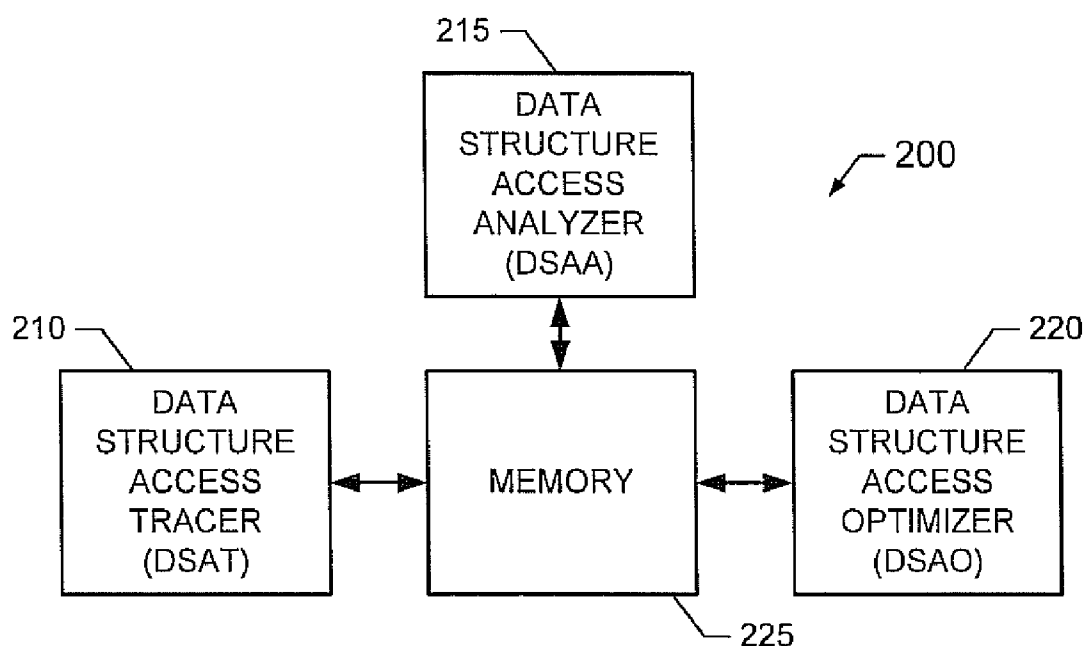 215
DATA
STRUCTURE
ACCESS
ANALYZER
(DSAA)
200
210
DATA
STRUCTURE
ACCESS
TRACER
(DSAT)
MEMORY
225
220
DATA
STRUCTURE
ACCESS
OPTIMIZER
(DSAO)